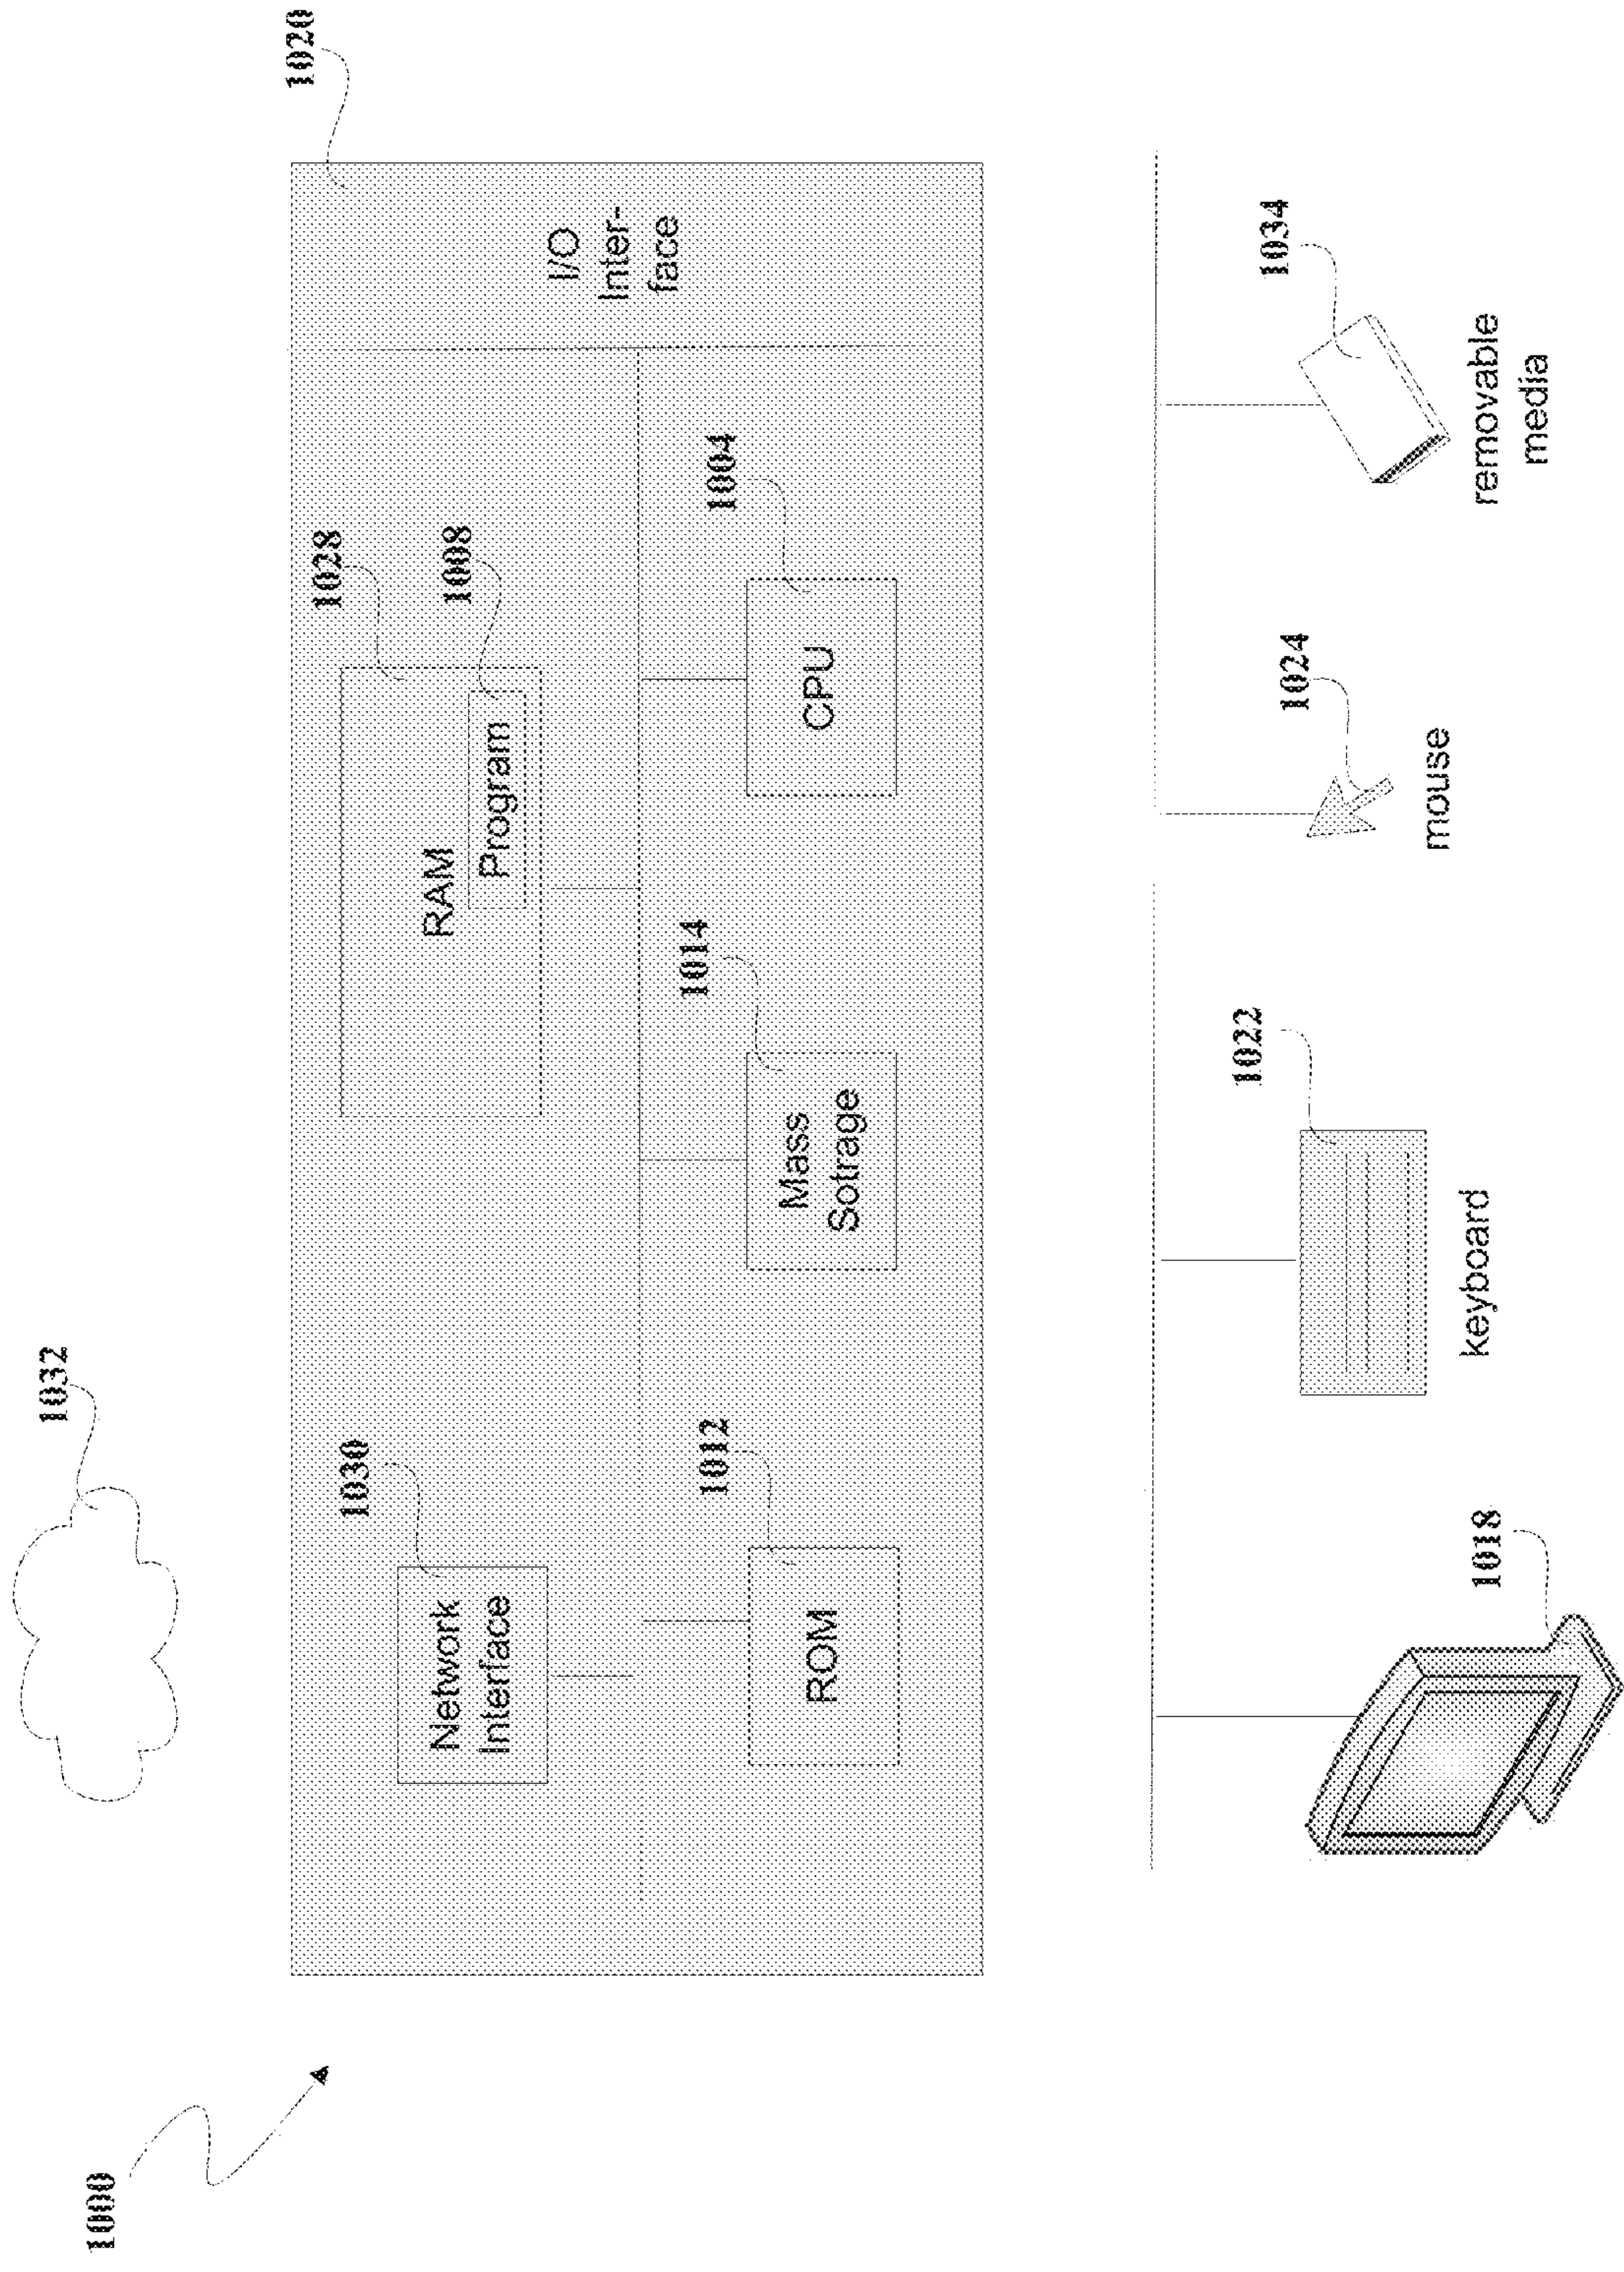 1000
1032
1020
1030
Network
Interface
1028
RAM
1008
Program
I/O
Inter-
face
1012
ROM
1014
Mass
Sotrage
1004
CPU
1018
1022
keyboard
1024
mouse
1034
removable
media